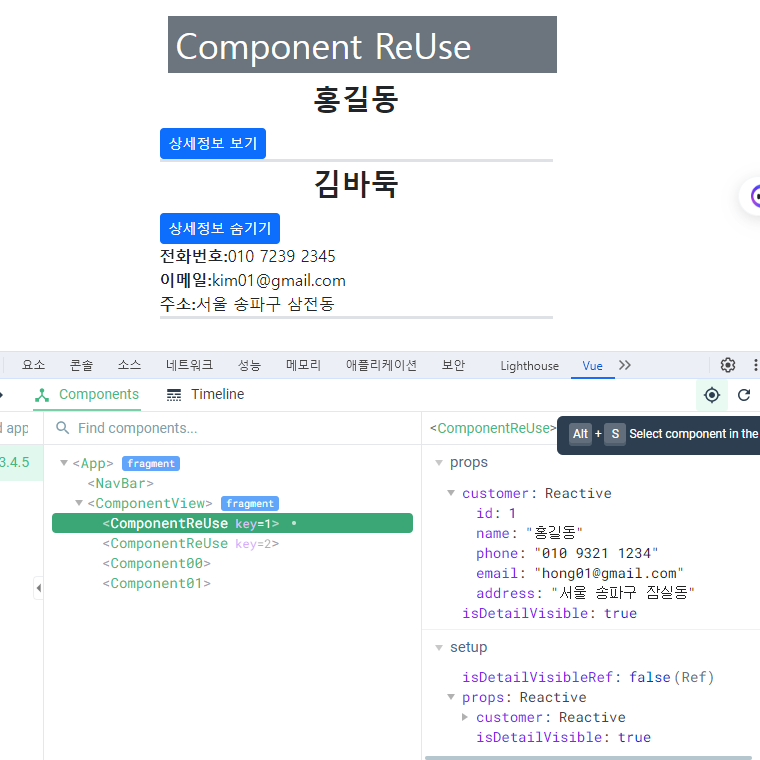 Component ReUse
홍길동
상세정보 보기
김바둑
상세정보 숨기기
전화번호:010 7239 2345
이메일:kim01@gmail.com
주소:서울 송파구 삼전동
요소 콘솔 소스 네트워크 성능 메모리 애플리케이션 보안 Lighthouse Vue
Components Timeline
d app Find components... <ComponentReUse> Alt + S Select component in the
3.4.5
props
<App> fragment
<NavBar>
<ComponentView> fragment
<ComponentReUse key=1>
<ComponentReUse key=2>
<Component00>
<Component01>
customer: Reactive
id: 1
name: "홍길동"
phone: "010 9321 1234"
email: "hong01@gmail.com"
address: "서울 송파구 잠실동"
isDetailVisible: true
setup
isDetailVisibleRef: false (Ref)
props: Reactive
customer: Reactive
isDetailVisible: true